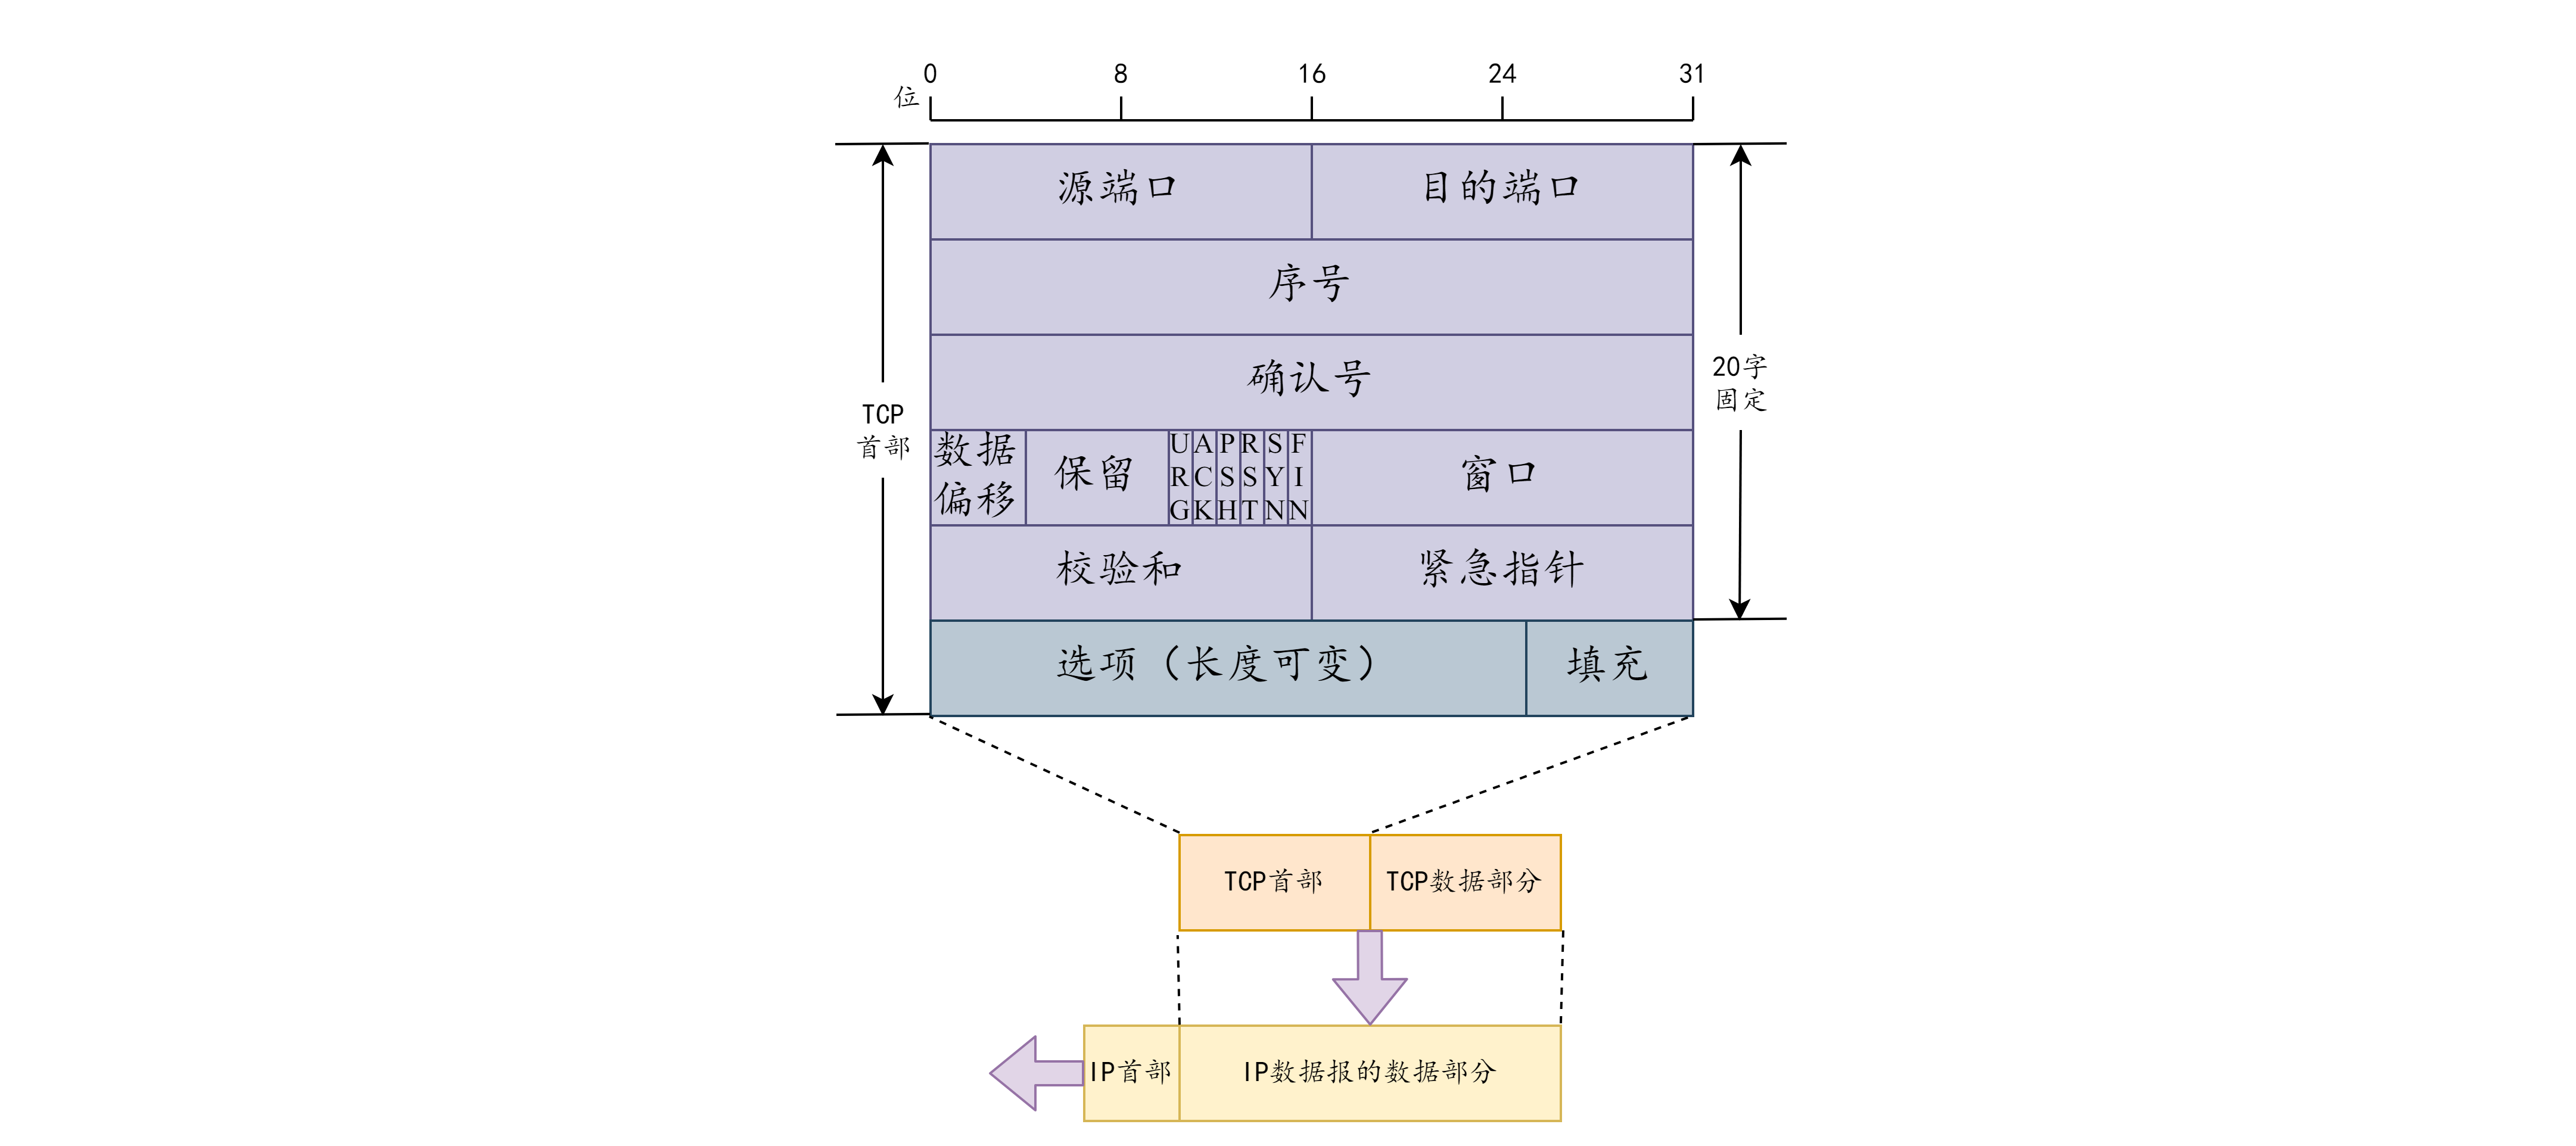 0 8 16 24 31
位
源端口 目的端口
序号
确认号
20字
固定
TCP
首部
数据
偏移
保留
URG
ACK
PSH
RST
SYN
FIN
窗口
校验和 紧急指针
选项（长度可变） 填充
TCP首部 TCP数据部分
IP首部 IP数据报的数据部分